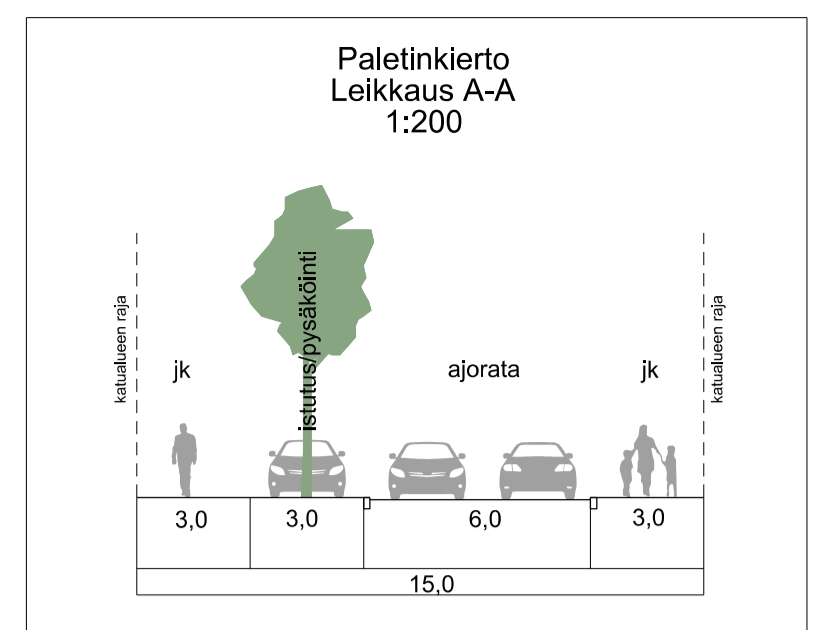 Paletinkierto
Leikkaus A-A
1:200
katualueen raja
jk
istutus/pysäköinti
ajorata
jk
katualueen raja
3,0
3,0
6,0
3,0
15,0